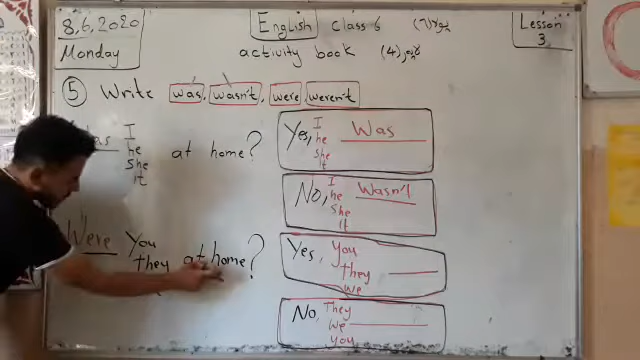 8,6,2020
Monday
English Class 6
activity book
Lesson
3
5 Write was, wasn't, were, weren't
I
he
she
it
at home?
Yes, I
he
she
it
Was
No, I
he
she
it
Wasn't
Were You
they
at home?
Yes, you
they
we
No, They
we
you